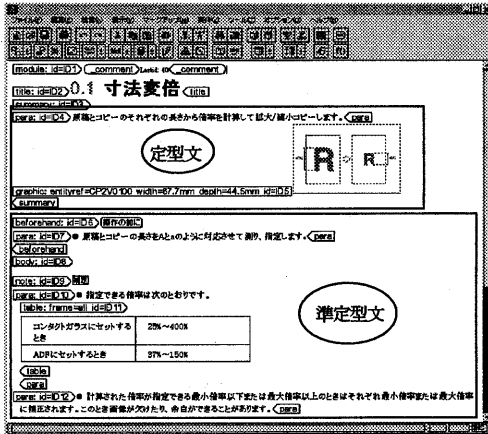 module: id=ID1 _comment Level: 40 _comment
title: id=ID2 0.1 寸法変倍 title
summary: id=ID3
para: id=ID4 原稿とコピーのそれぞれの長さから倍率を計算して拡大/縮小コピーします。 para
定型文
R R
graphic: entityref=CP2V0100 width=67.7mm depth=44.5mm id=ID5
summary
beforehand: id=ID6 操作の前に
para: id=ID7 ● 原稿とコピーの長さをAとaのように対応させて測り、指定します。 para
beforehand
body: id=ID8
note: id=ID9 制限
para: id=ID10 ● 指定できる倍率は次のとおりです。
table: frame=all id=ID11
準定型文
コンタクトガラスにセットする 25%～400%
とき
ADFにセットするとき 37%～150%
table
para
para: id=ID12 ● 計算された倍率が指定できる最小倍率以下または最大倍率以上のときはそれぞれ最小倍率または最大倍率
に補正されます。このとき画像が欠けたり、余白ができることがあります。 para